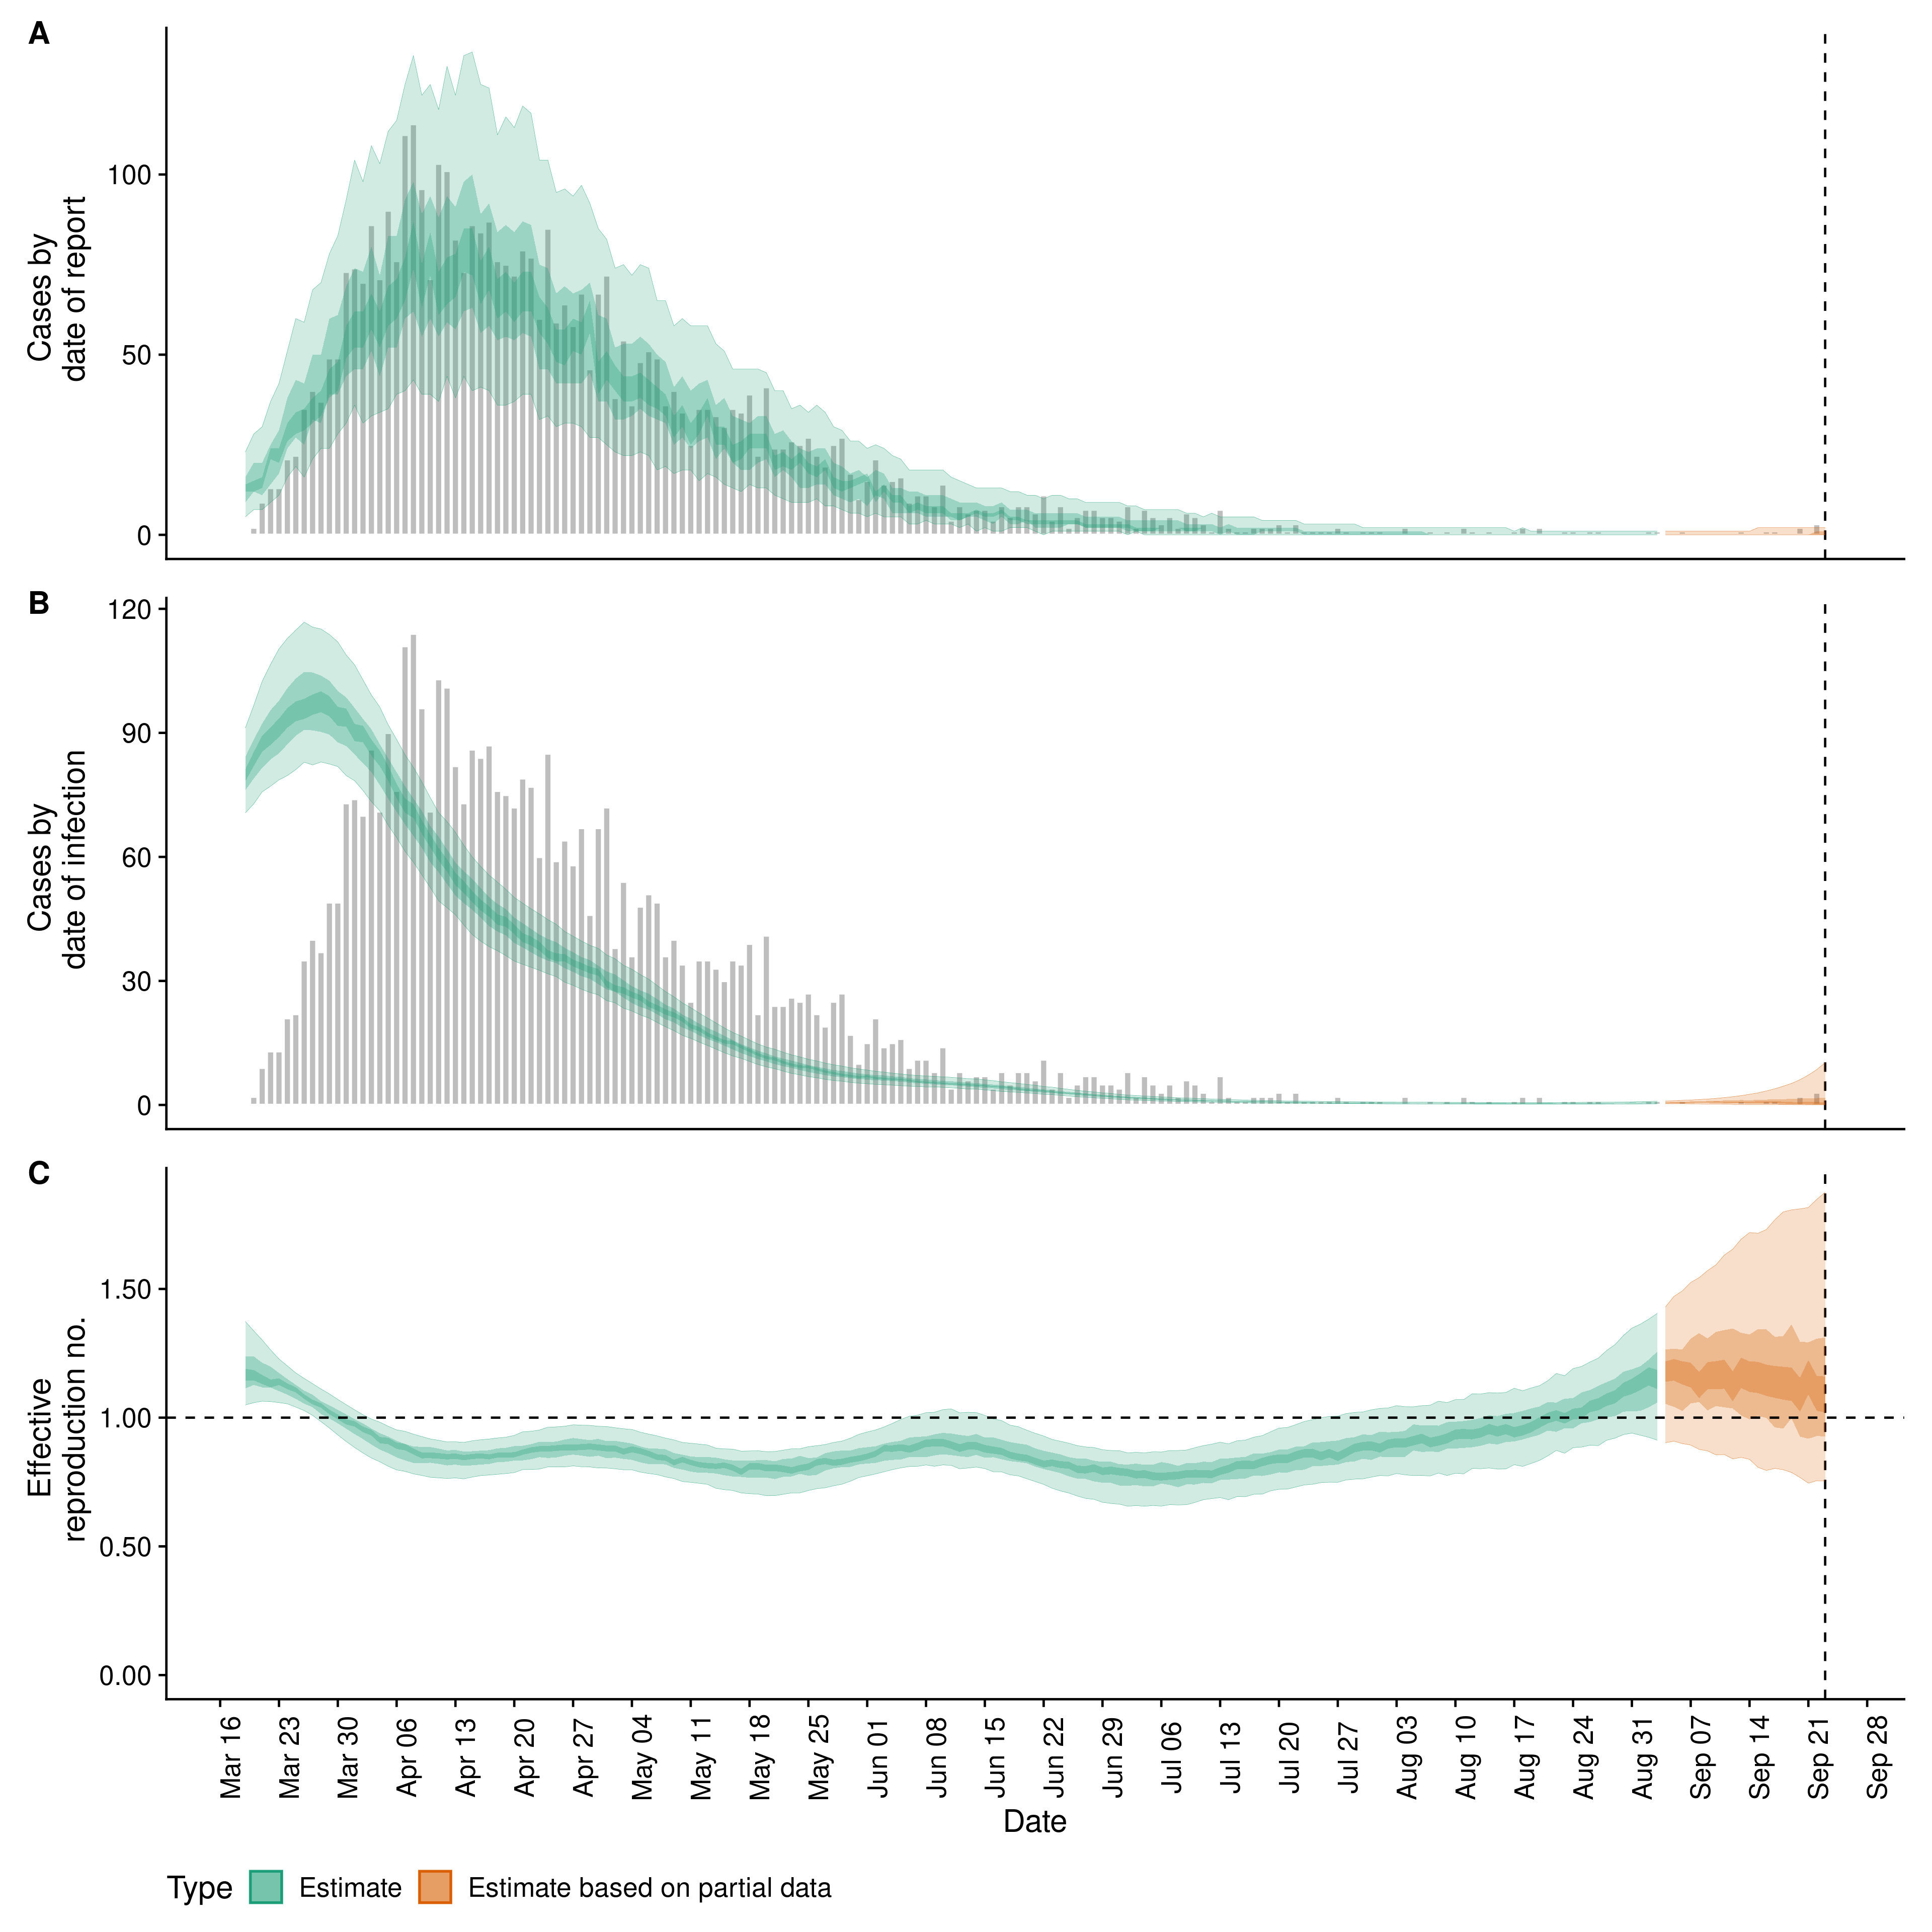 A
Cases by
date of report
100
50
0
B
Cases by
date of infection
120
90
60
30
0
C
Effective
reproduction no.
1.50
1.00
0.50
0.00
Mar 16
Mar 23
Mar 30
Apr 06
Apr 13
Apr 20
Apr 27
May 04
May 11
May 18
May 25
Jun 01
Jun 08
Jun 15
Jun 22
Jun 29
Jul 06
Jul 13
Jul 20
Jul 27
Aug 03
Aug 10
Aug 17
Aug 24
Aug 31
Sep 07
Sep 14
Sep 21
Sep 28
Date
Type Estimate Estimate based on partial data